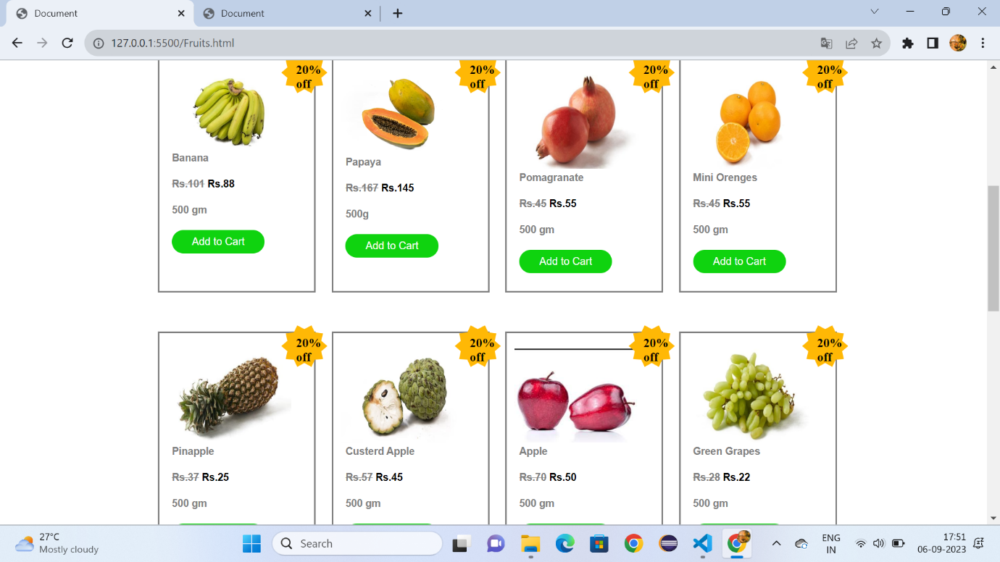 Document
Document
127.0.0.1:5500/Fruits.html
20% off
20% off
20% off
20% off
Banana
Papaya
Pomagranate
Mini Orenges
Rs.101 Rs.88
Rs.167 Rs.145
Rs.45 Rs.55
Rs.45 Rs.55
500 gm
500g
500 gm
500 gm
Add to Cart
Add to Cart
Add to Cart
Add to Cart
20% off
20% off
20% off
20% off
Pinapple
Custerd Apple
Apple
Green Grapes
Rs.37 Rs.25
Rs.57 Rs.45
Rs.70 Rs.50
Rs.28 Rs.22
500 gm
500 gm
500 gm
500 gm
27°C
Mostly cloudy
Search
ENG
IN
17:51
06-09-2023